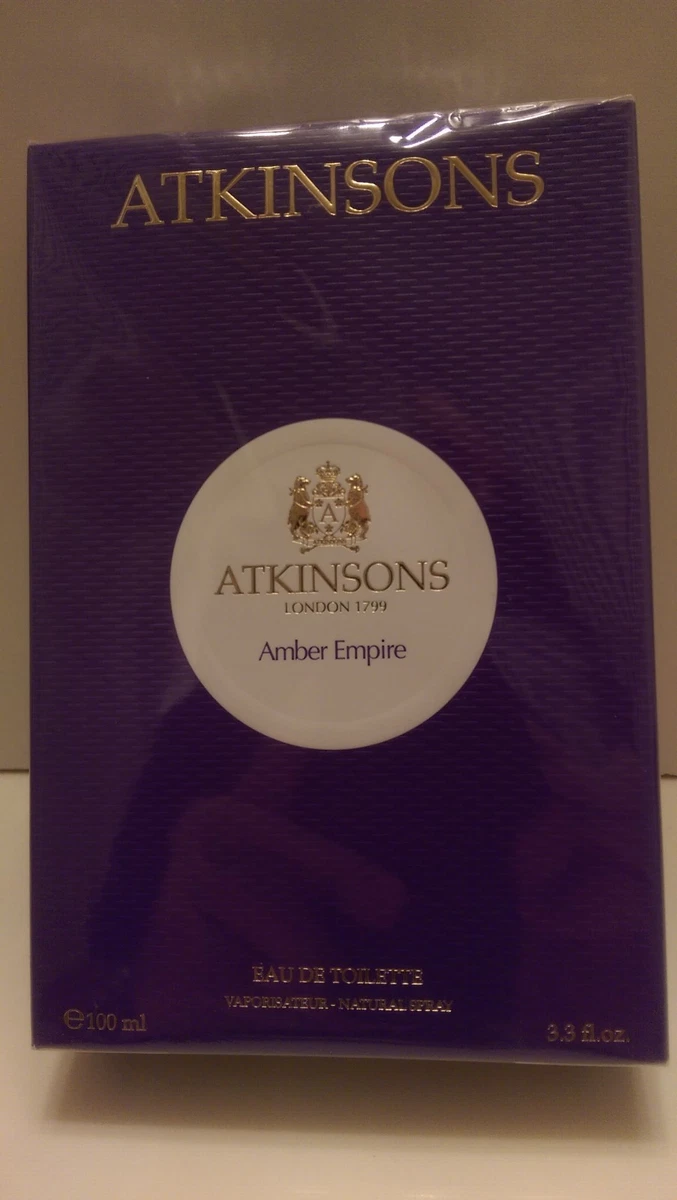 ATKINSONS
A
ATKINSONS
LONDON 1799
Amber Empire
EAU DE TOILETTE
VAPORISATEUR - NATURAL SPRAY
℮100 ml
3.3 fl.oz.